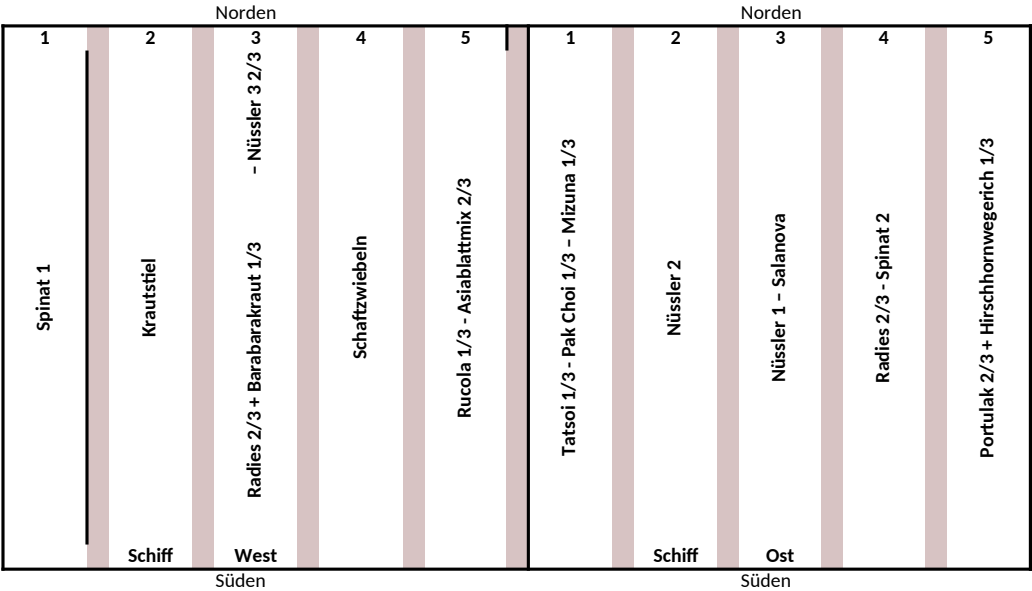 Norden
Norden
1
2
3
4
5
1
2
3
4
5
Spinat 1
Krautstiel
Radies 2/3 + Barabarakraut 1/3
– Nüssler 3 2/3
Schaftzwiebeln
Rucola 1/3 - Asiablattmix 2/3
Tatsoi 1/3 - Pak Choi 1/3 – Mizuna 1/3
Nüssler 2
Nüssler 1 – Salanova
Radies 2/3 - Spinat 2
Portulak 2/3 + Hirschhornwegerich 1/3
Schiff
West
Schiff
Ost
Süden
Süden